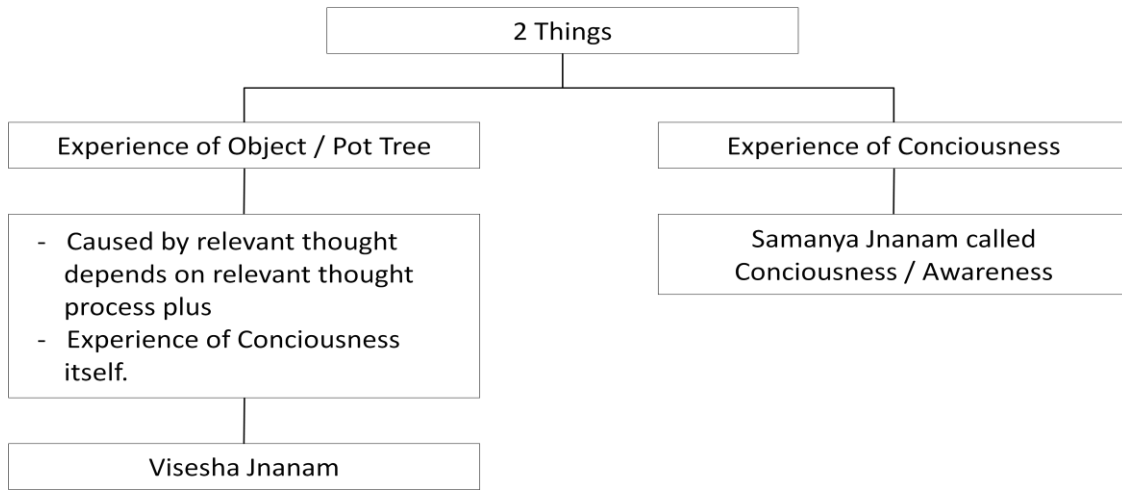 2 Things
Experience of Object / Pot Tree
- Caused by relevant thought
depends on relevant thought
process plus
- Experience of Conciousness
itself.
Visesha Jnanam
Experience of Conciousness
Samanya Jnanam called
Conciousness / Awareness